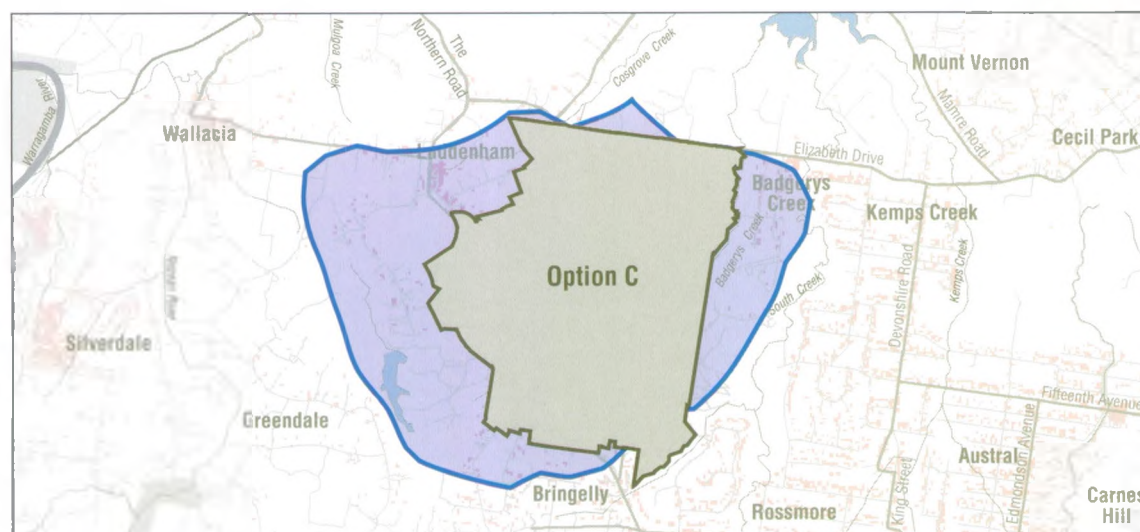 Mulgoa Creek
The
Northern Road
Cosgrove Creek
Mount Vernon
Mamre Road
Warragamba River
Wallacia
Luddenham
Elizabeth Drive
Cecil Park
Badgerys
Creek
Kemps Creek
Badgerys Creek
Option C
South Creek
Devonshire Road
Kemps Creek
Nepean River
Silverdale
Greendale
Fifteenth Avenue
Edmondson Avenue
Austral
King Street
Bringelly
Rossmore
Carnes
Hill